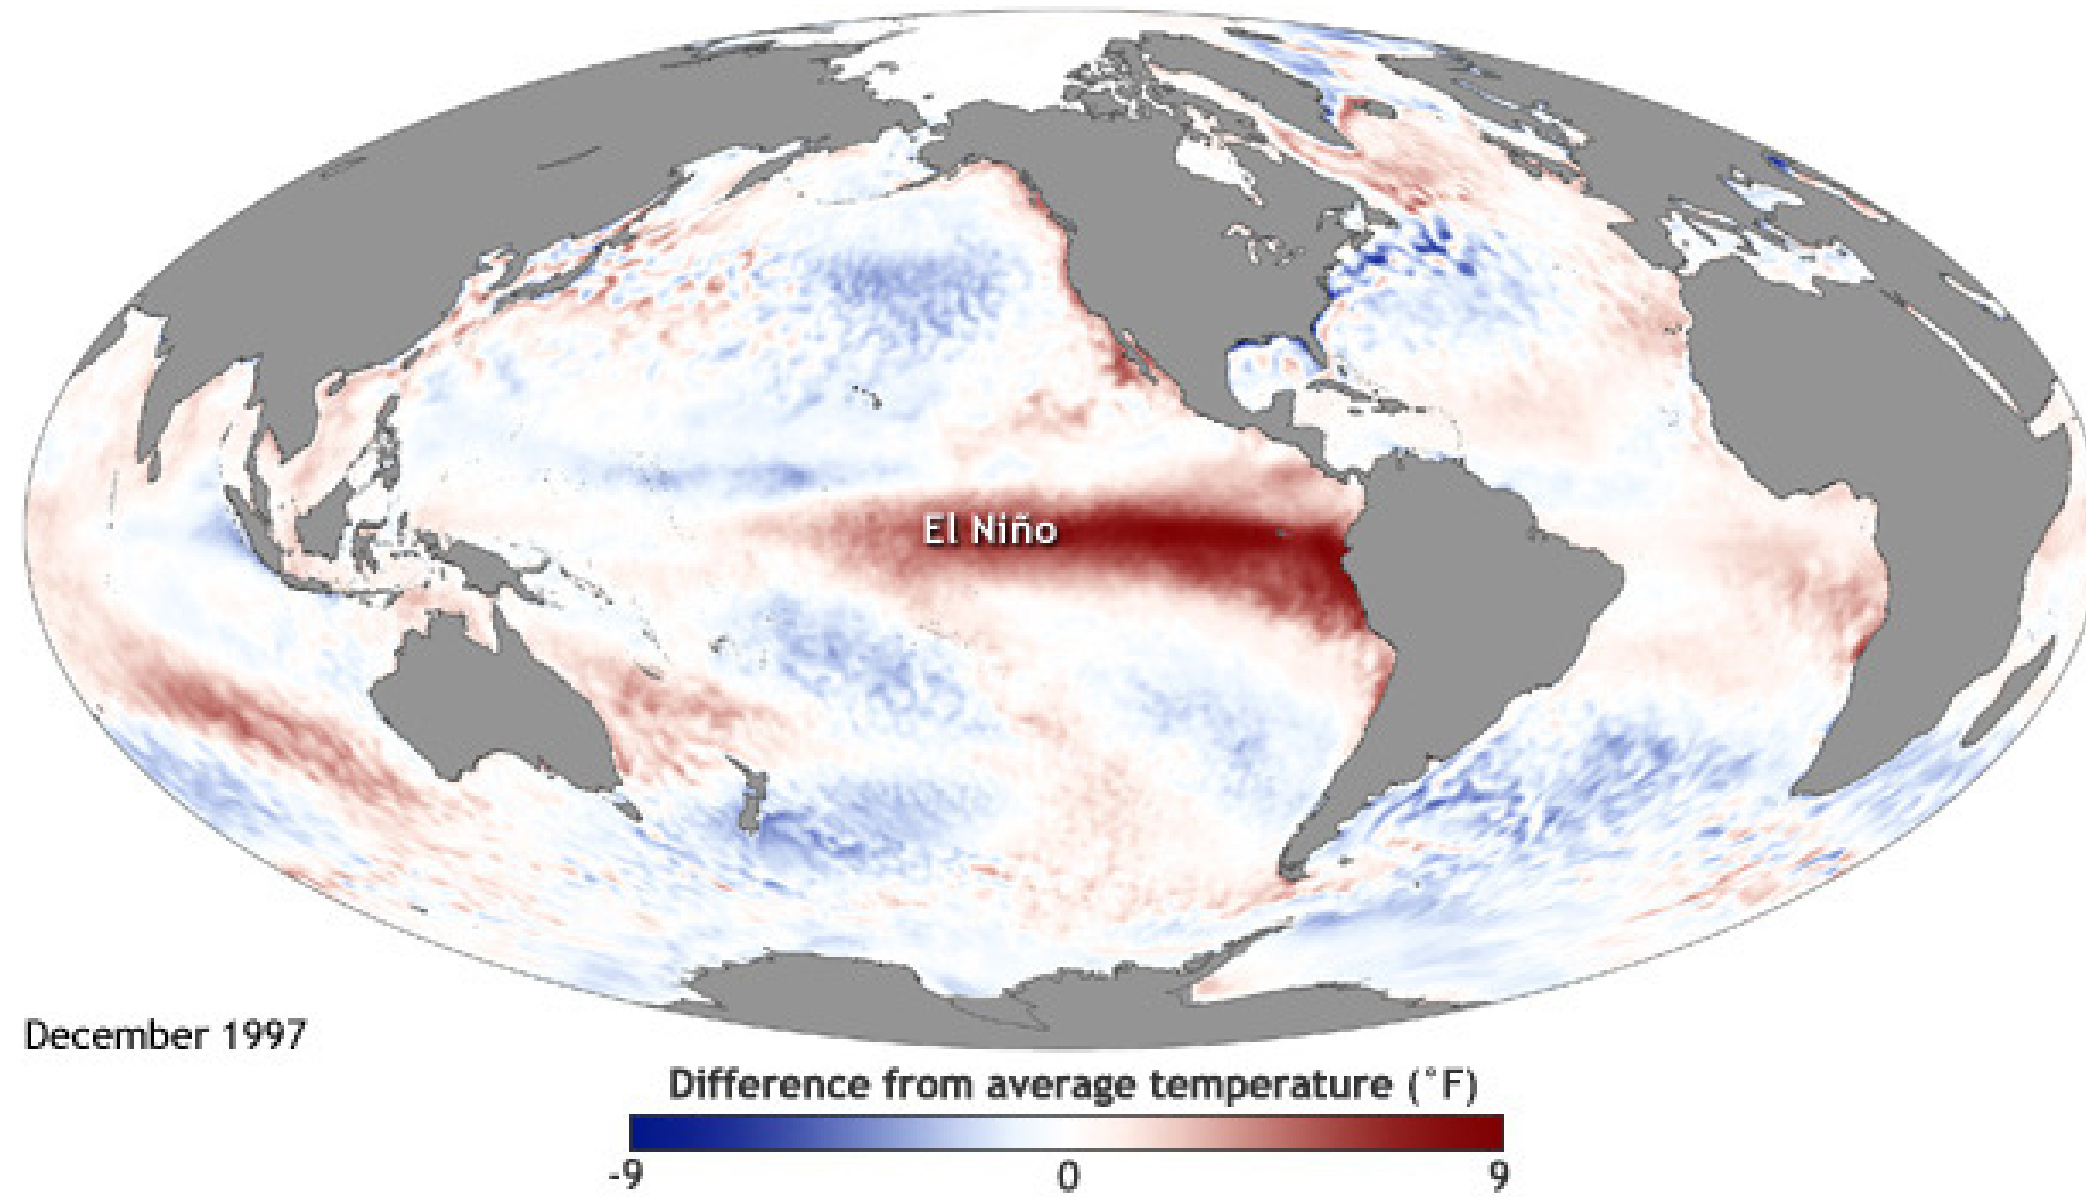 El Niño
December 1997
Difference from average temperature (°F)
-9 0 9